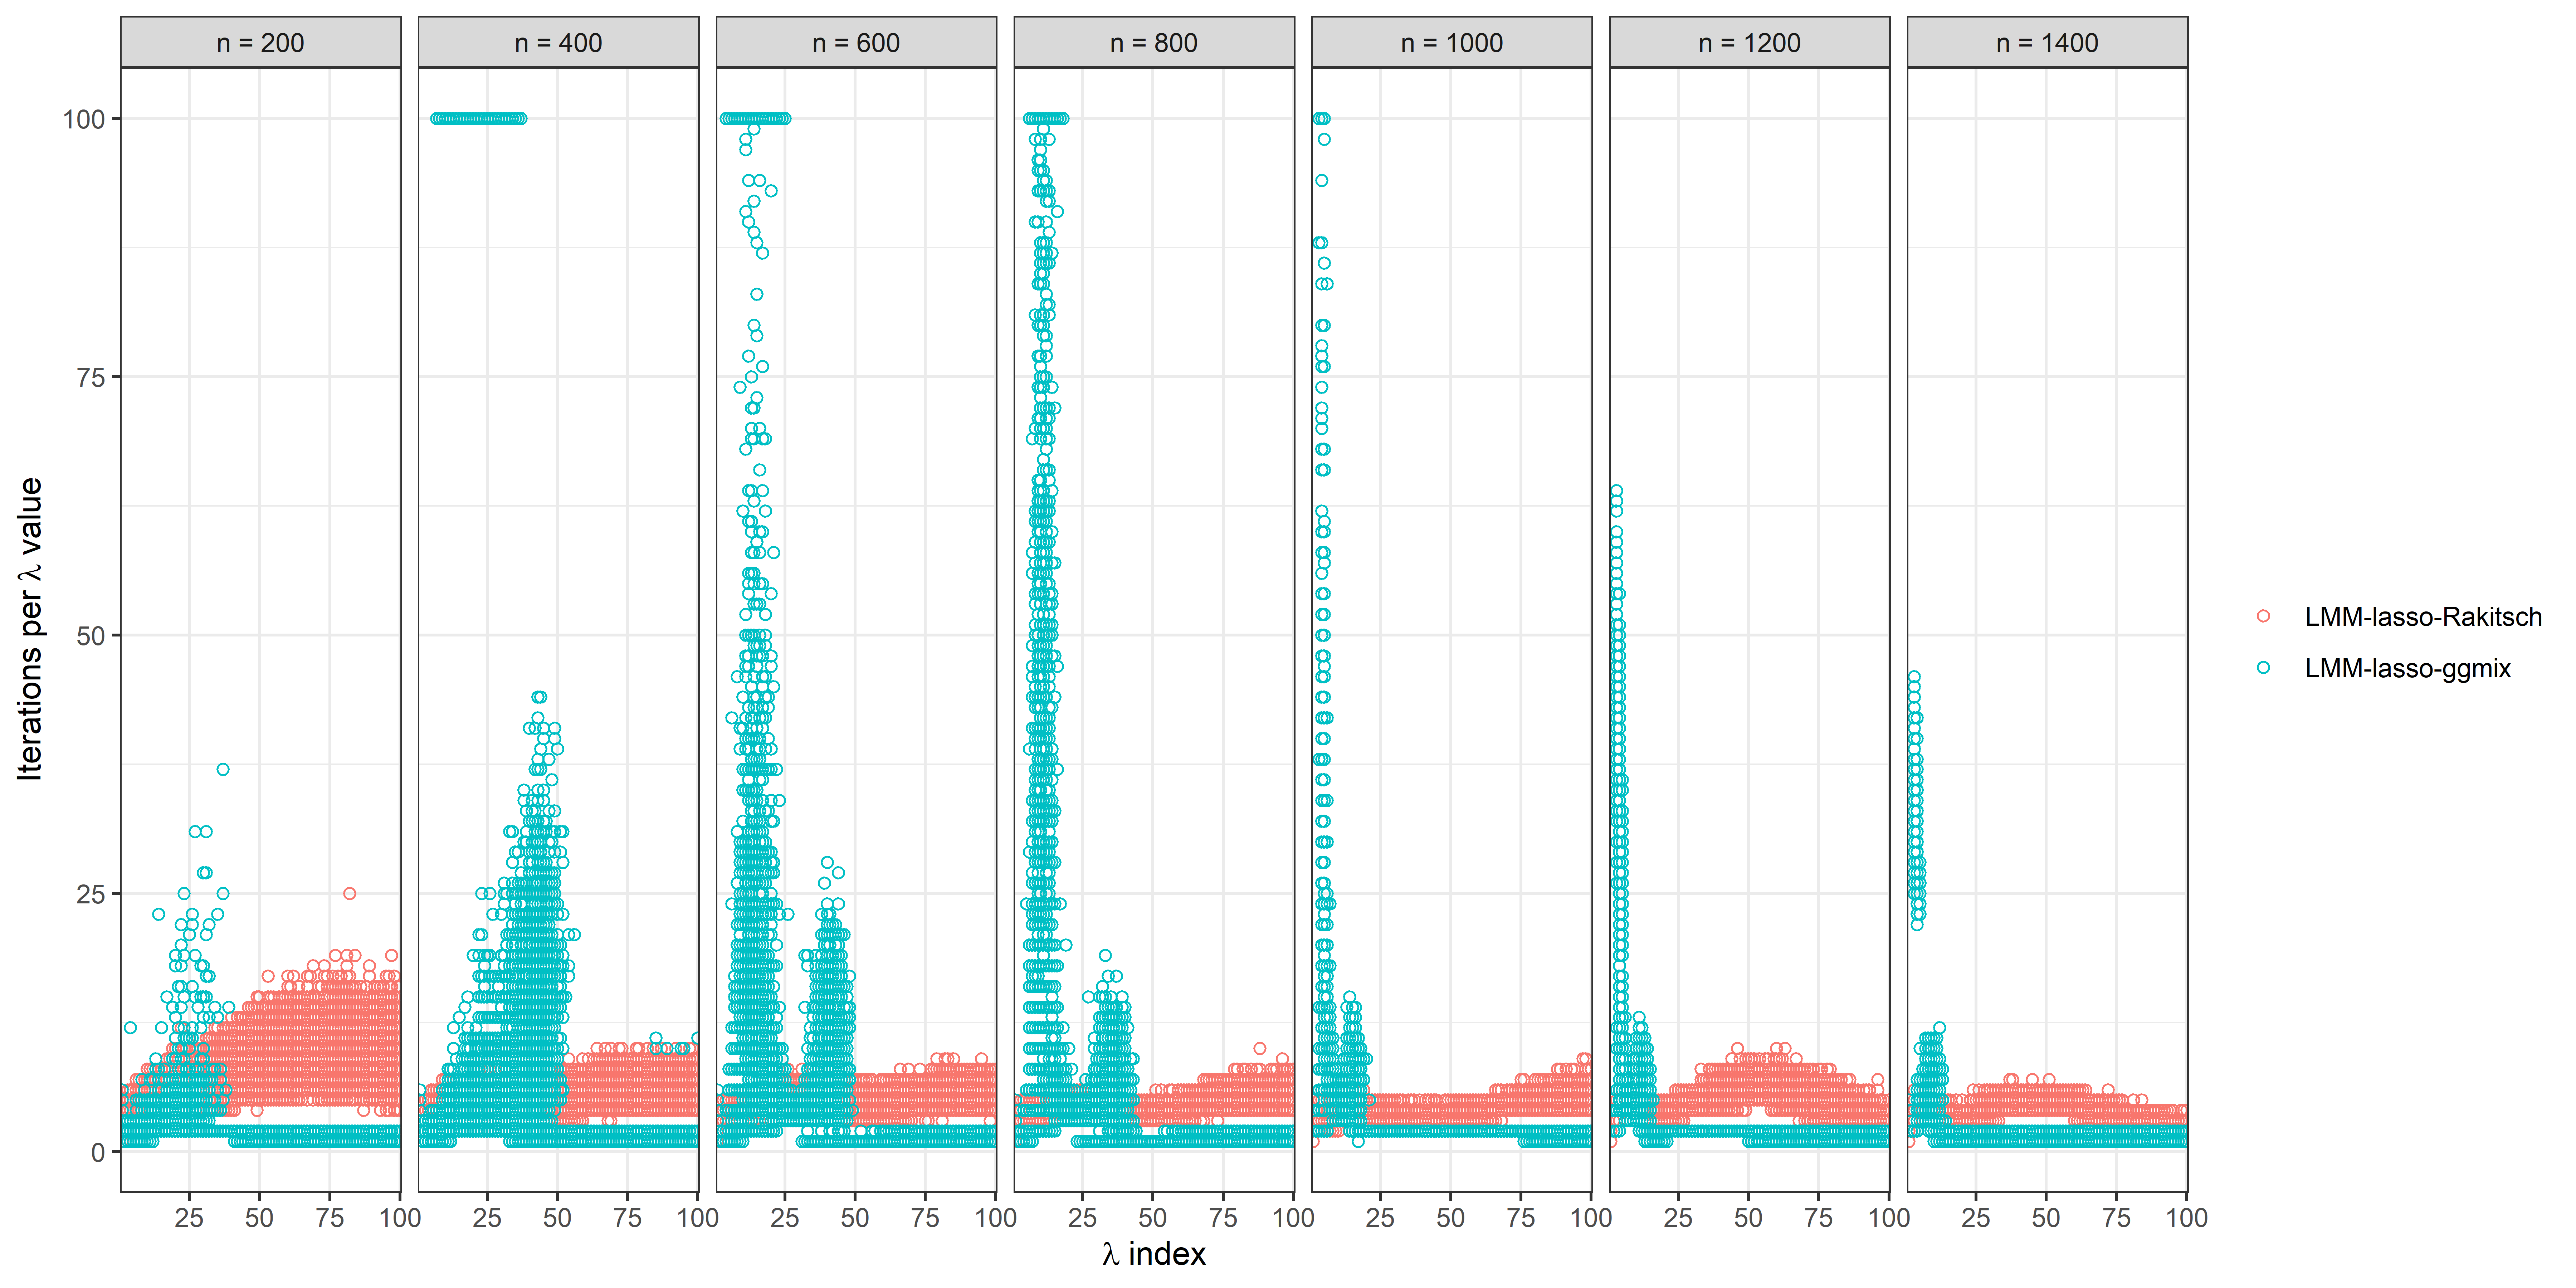 n = 200
n = 400
n = 600
n = 800
n = 1000
n = 1200
n = 1400
Iterations per λ value
100
75
50
25
0
25 50 75 100
25 50 75 100
25 50 75 100
25 50 75 100
25 50 75 100
25 50 75 100
25 50 75 100
λ index
LMM-lasso-Rakitsch
LMM-lasso-ggmix